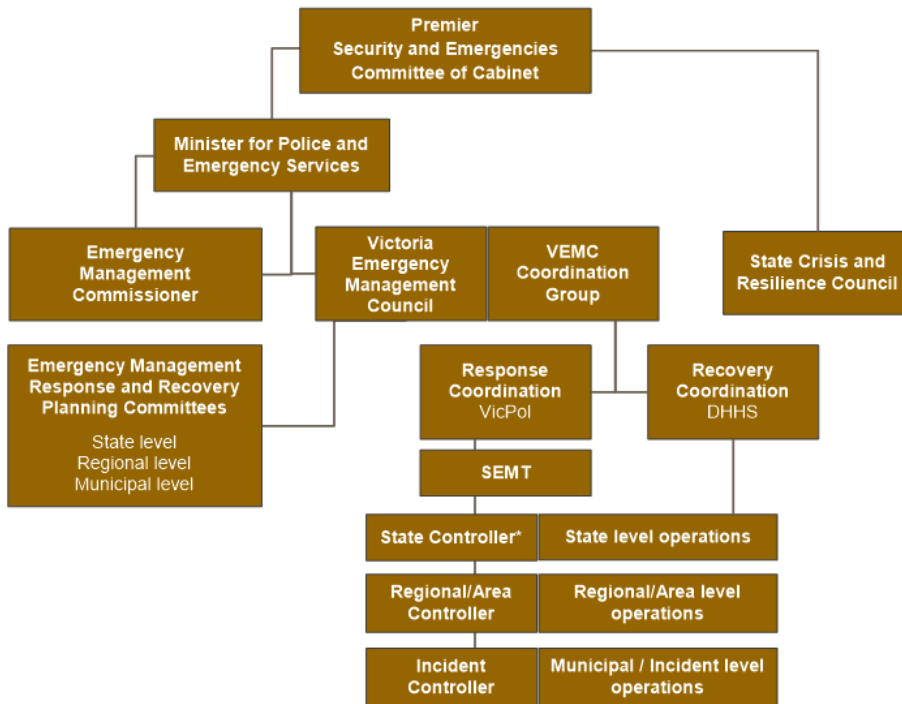 Premier
Security and Emergencies
Committee of Cabinet
Minister for Police and
Emergency Services
Emergency
Management
Commissioner
Victoria
Emergency
Management
Council
VEMC
Coordination
Group
State Crisis and
Resilience Council
Emergency Management
Response and Recovery
Planning Committees
State level
Regional level
Municipal level
Response
Coordination
VicPol
Recovery
Coordination
DHHS
SEMT
State Controller*
State level operations
Regional/Area
Controller
Regional/Area level
operations
Incident
Controller
Municipal / Incident level
operations